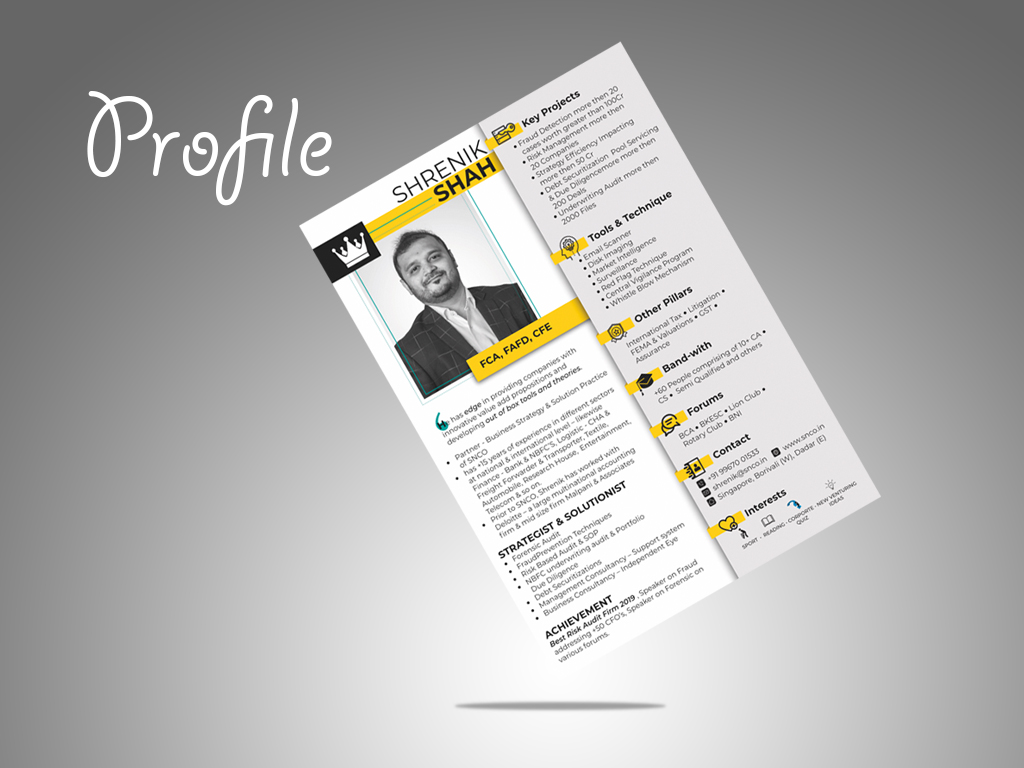 Profile
SHRENIK
SHAH
FCA, FAFD, CFE
has edge in providing companies with
innovative value add propositions and
developing out of box tools and theories.
• Partner - Business Strategy & Solution Practice
of SNCO
• has +15 years of experience in different sectors
at national & international level - likewise
Finance - Bank & NBFC'S, Logistic - CHA &
Freight Forwarder & Transporter, Textile,
Automobile, Research House, Entertainment,
Telecom & so on.
• Prior to SNCO, Shrenik has worked with
Deloitte - a large multinational accounting
firm & mid size firm Malpani & Associates
STRATEGIST & SOLUTIONIST
• Forensic Audit
• FraudPrevention Techniques
• Risk Based Audit & SOP
• NBFC underwriting audit & Portfolio
Due Diligence
• Debt Securitizations
• Management Consultancy - Support system
• Business Consultancy - Independent Eye
ACHIEVEMENT
Best Risk Audit Firm 2019 , Speaker on Fraud
addressing +50 CFO's, Speaker on Forensic on
various forums.
Key Projects
• Fraud Detection more then 20
cases worth greater than 100Cr
• Risk Management more then
20 Companies
• Strategy Efficiency Impacting
more then 50 Cr
• Debt Securitization Pool Servicing
& Due Diligencemore more then
200 Deals
• Underwriting Audit more then
2000 Files
Tools & Technique
• Email Scanner
• Disk Imaging
• Market Intelligence
• Surveillance
• Red Flag Technique
• Central Vigilance Program
• Whistle Blow Mechanism
Other Pillars
International Tax • Litigation •
FEMA & Valuations • GST •
Assurance
Band-with
+60 People comprising of 10+ CA •
CS • Semi Qualified and others
Forums
BCA • BKESC • Lion Club •
Rotary Club • BNI
Contact
+91 99670 01533
shrenik@snco.in www.snco.in
Singapore, Borivali (W), Dadar (E)
Interests
SPORT - READING - CORPORTE - NEW VENTURING
QUIZ IDEAS